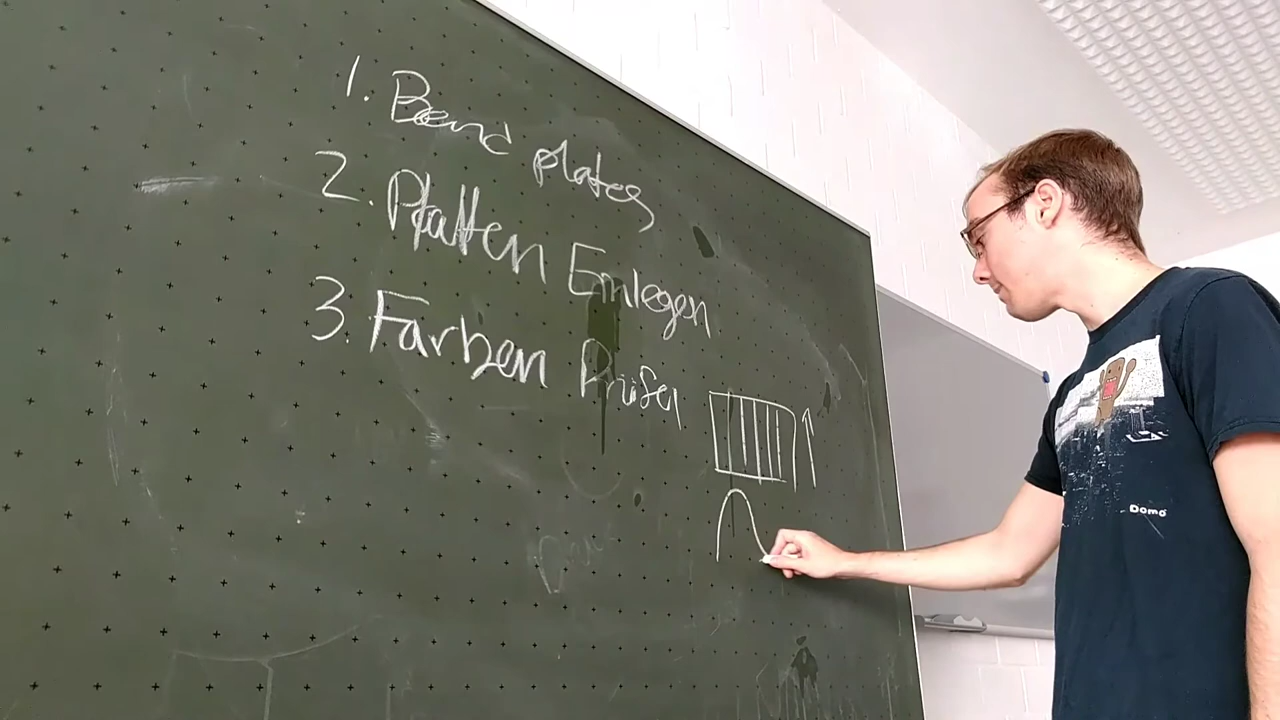 1. Bend plates
2. Platten Einlegen
3. Farben Prüfen
Domo